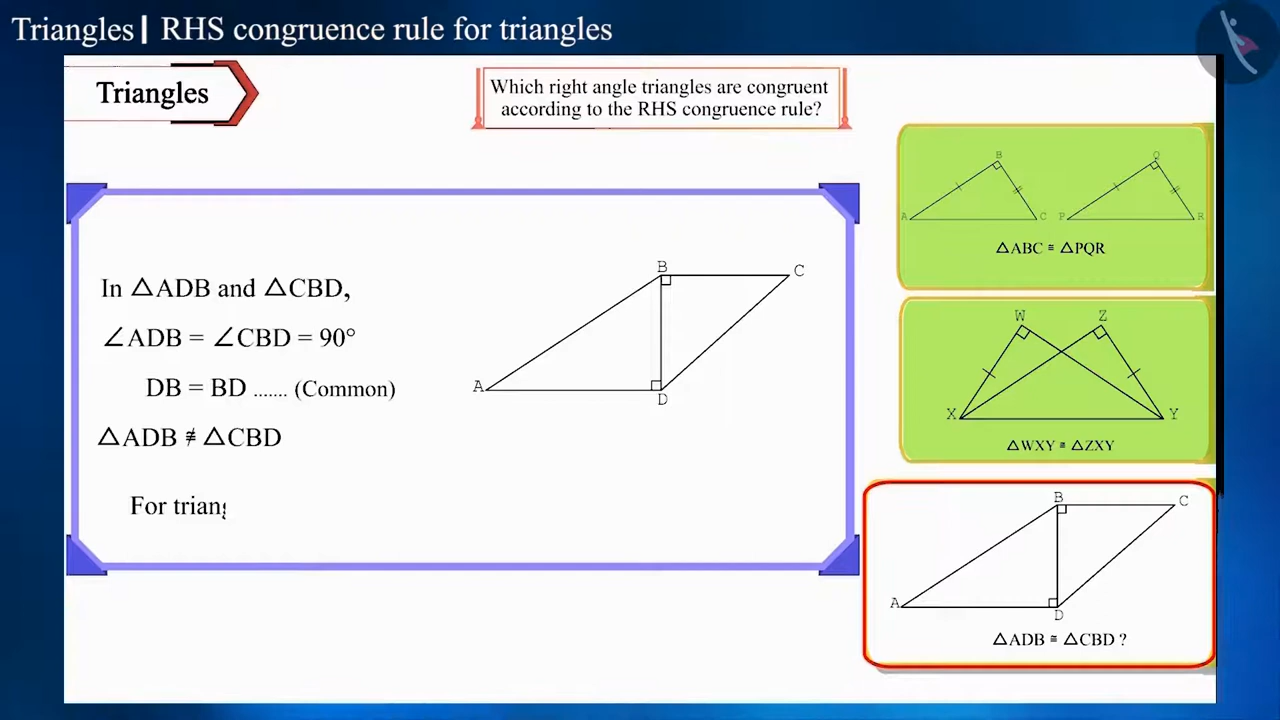 Triangles | RHS congruence rule for triangles
Triangles
Which right angle triangles are congruent
according to the RHS congruence rule?
In △ADB and △CBD,
∠ADB = ∠CBD = 90°
DB = BD ....... (Common)
△ADB ≇ △CBD
For triang
B
C
A
D
B
Q
A
C
P
R
△ABC ≅ △PQR
W
Z
X
Y
△WXY ≅ △ZXY
B
C
A
D
△ADB ≅ △CBD ?